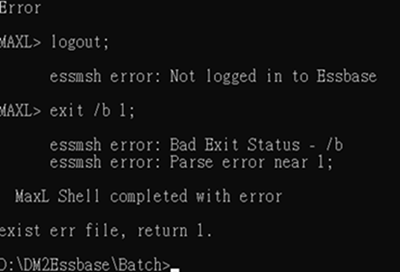 Error
MAXL> logout;
essmsh error: Not logged in to Essbase
MAXL> exit /b 1;
essmsh error: Bad Exit Status - /b
essmsh error: Parse error near 1;
MaxL Shell completed with error
exist err file, return 1.
D:\DM2Essbase\Batch>